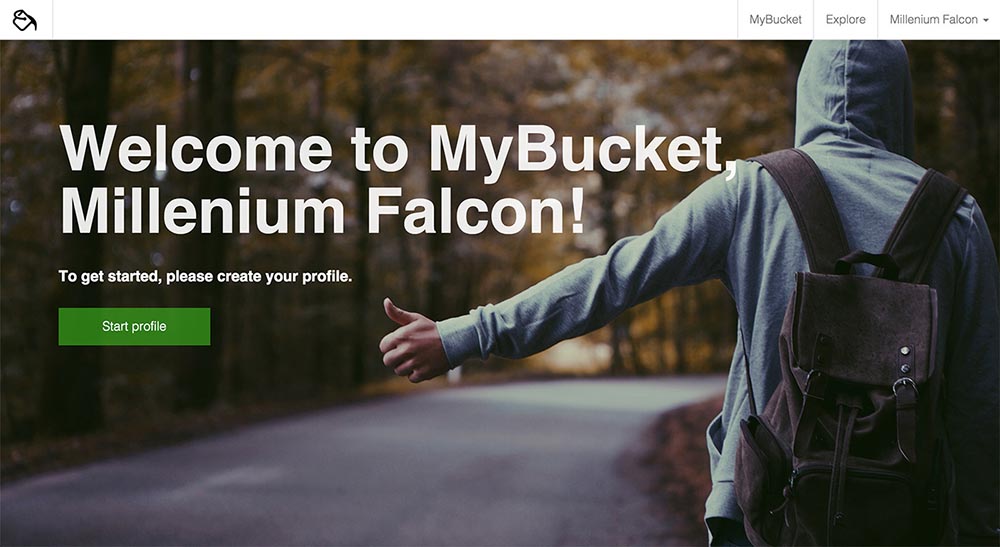 MyBucket
Explore
Millenium Falcon
Welcome to MyBucket,
Millenium Falcon!
To get started, please create your profile.
Start profile